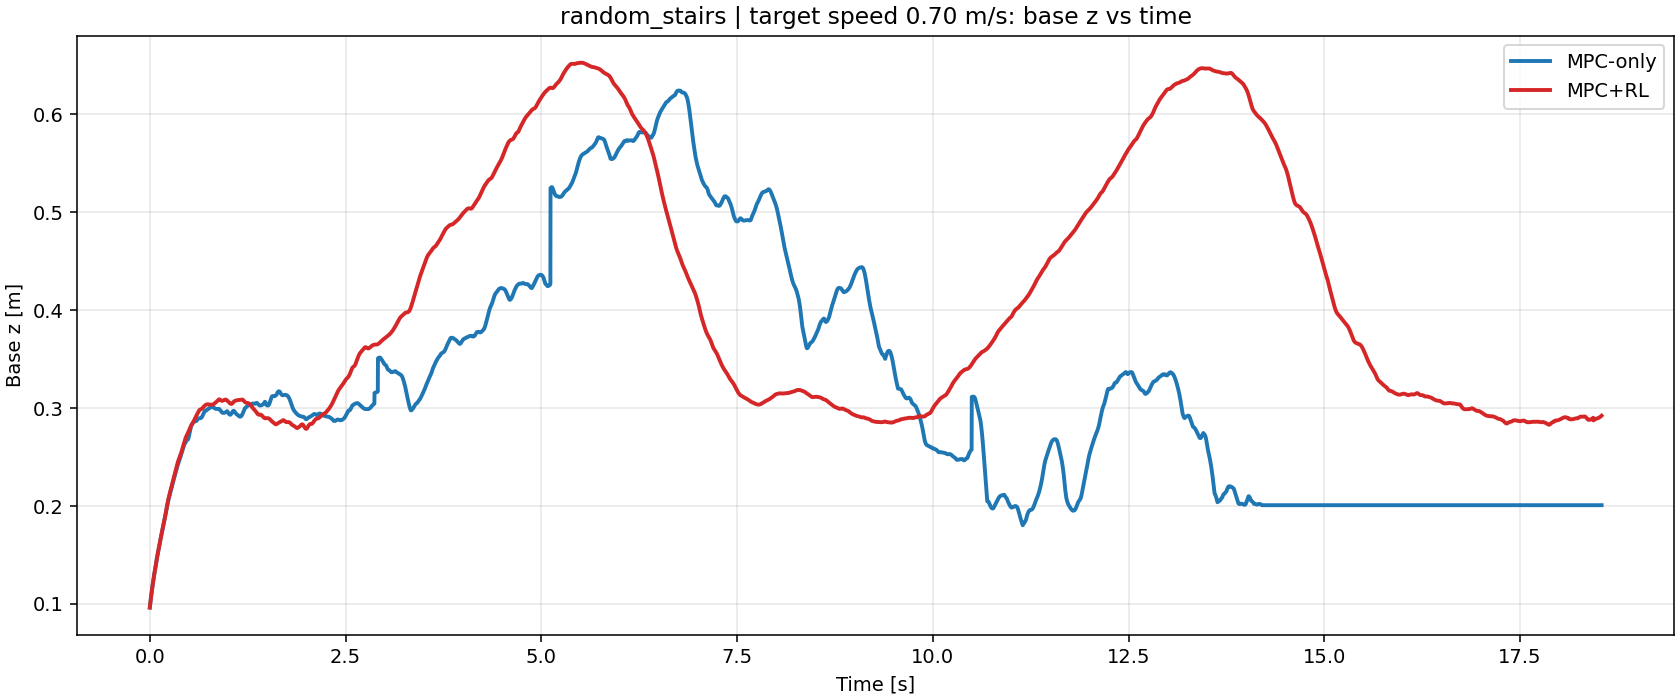 random_stairs | target speed 0.70 m/s: base z vs time
MPC-only
MPC+RL
Base z [m]
0.6
0.5
0.4
0.3
0.2
0.1
0.0 2.5 5.0 7.5 10.0 12.5 15.0 17.5
Time [s]